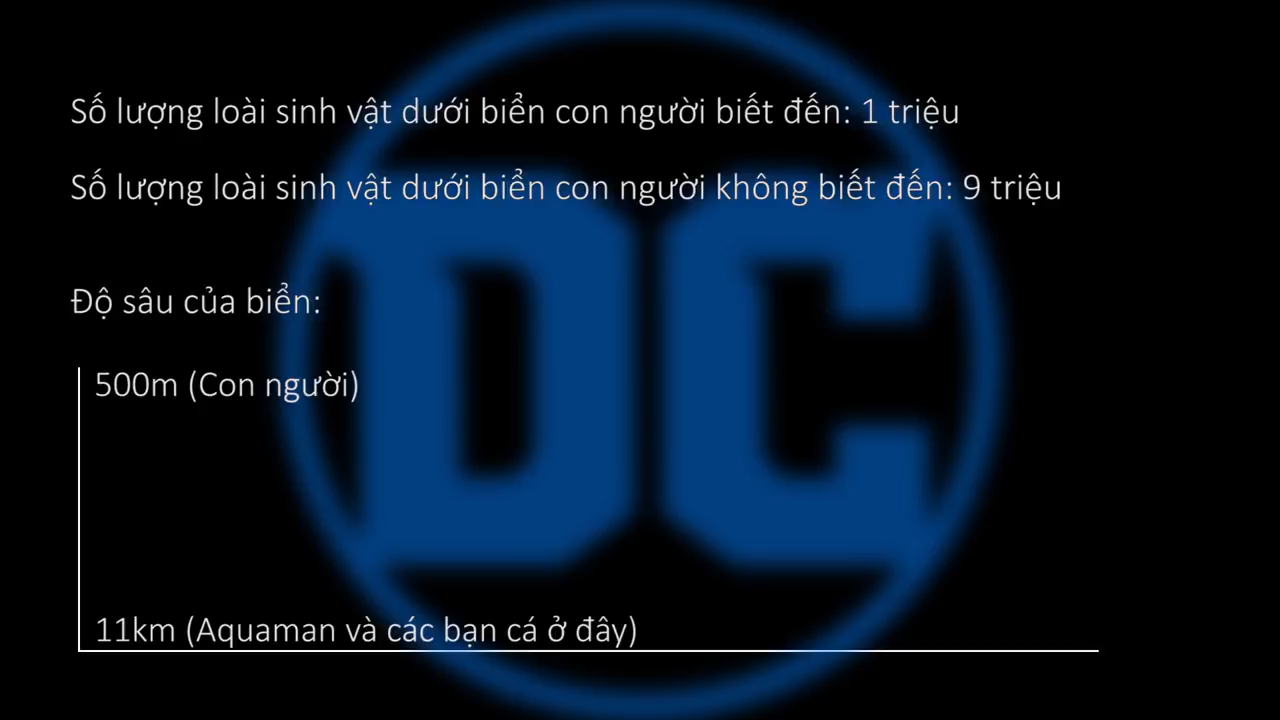 Số lượng loài sinh vật dưới biển con người biết đến: 1 triệu
Số lượng loài sinh vật dưới biển con người không biết đến: 9 triệu
Độ sâu của biển:
500m (Con người)
DC
11km (Aquaman và các bạn cá ở đây)